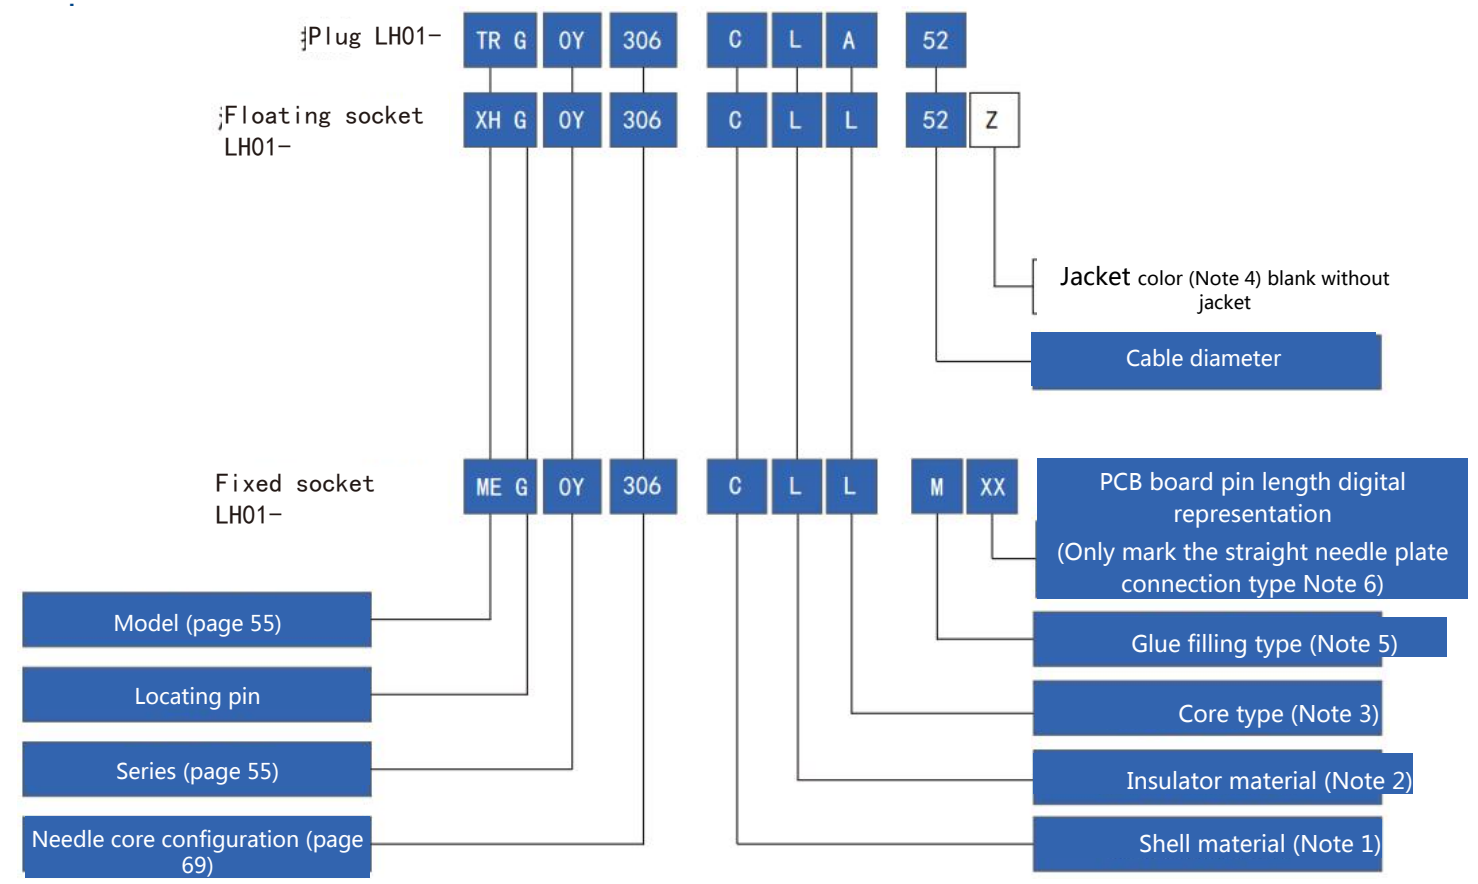 Plug LH01-
TR G 0Y 306 C L A 52
Floating socket
LH01-
XH G 0Y 306 C L L 52 Z
Jacket color (Note 4) blank without
jacket
Cable diameter
Fixed socket
LH01-
ME G 0Y 306 C L L M XX
PCB board pin length digital
representation
(Only mark the straight needle plate
connection type Note 6)
Model (page 55)
Glue filling type (Note 5)
Locating pin
Core type (Note 3)
Series (page 55)
Insulator material (Note 2)
Needle core configuration (page
69)
Shell material (Note 1)